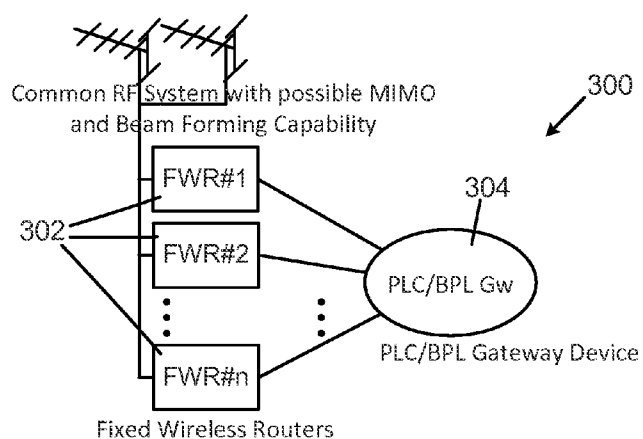 Common RF System with possible MIMO
and Beam Forming Capability
300
FWR#1
304
302
FWR#2
PLC/BPL Gw
PLC/BPL Gateway Device
FWR#n
Fixed Wireless Routers